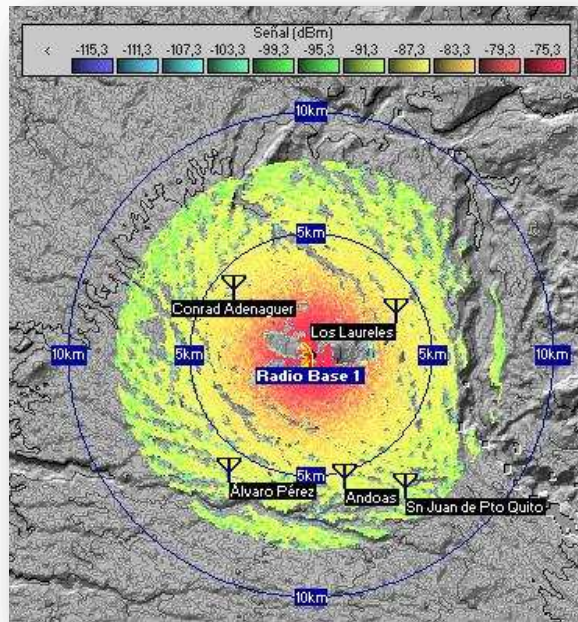 Señal (dBm)
< -115,3 -111,3 -107,3 -103,3 -99,3 -95,3 -91,3 -87,3 -83,3 -79,3 -75,3
10km
5km
Conrad Adenaguer
Los Laureles
10km 5km 5km 10km
Radio Base 1
Álvaro Pérez
5km
Andoas
Sn Juan de Pto Quito
10km